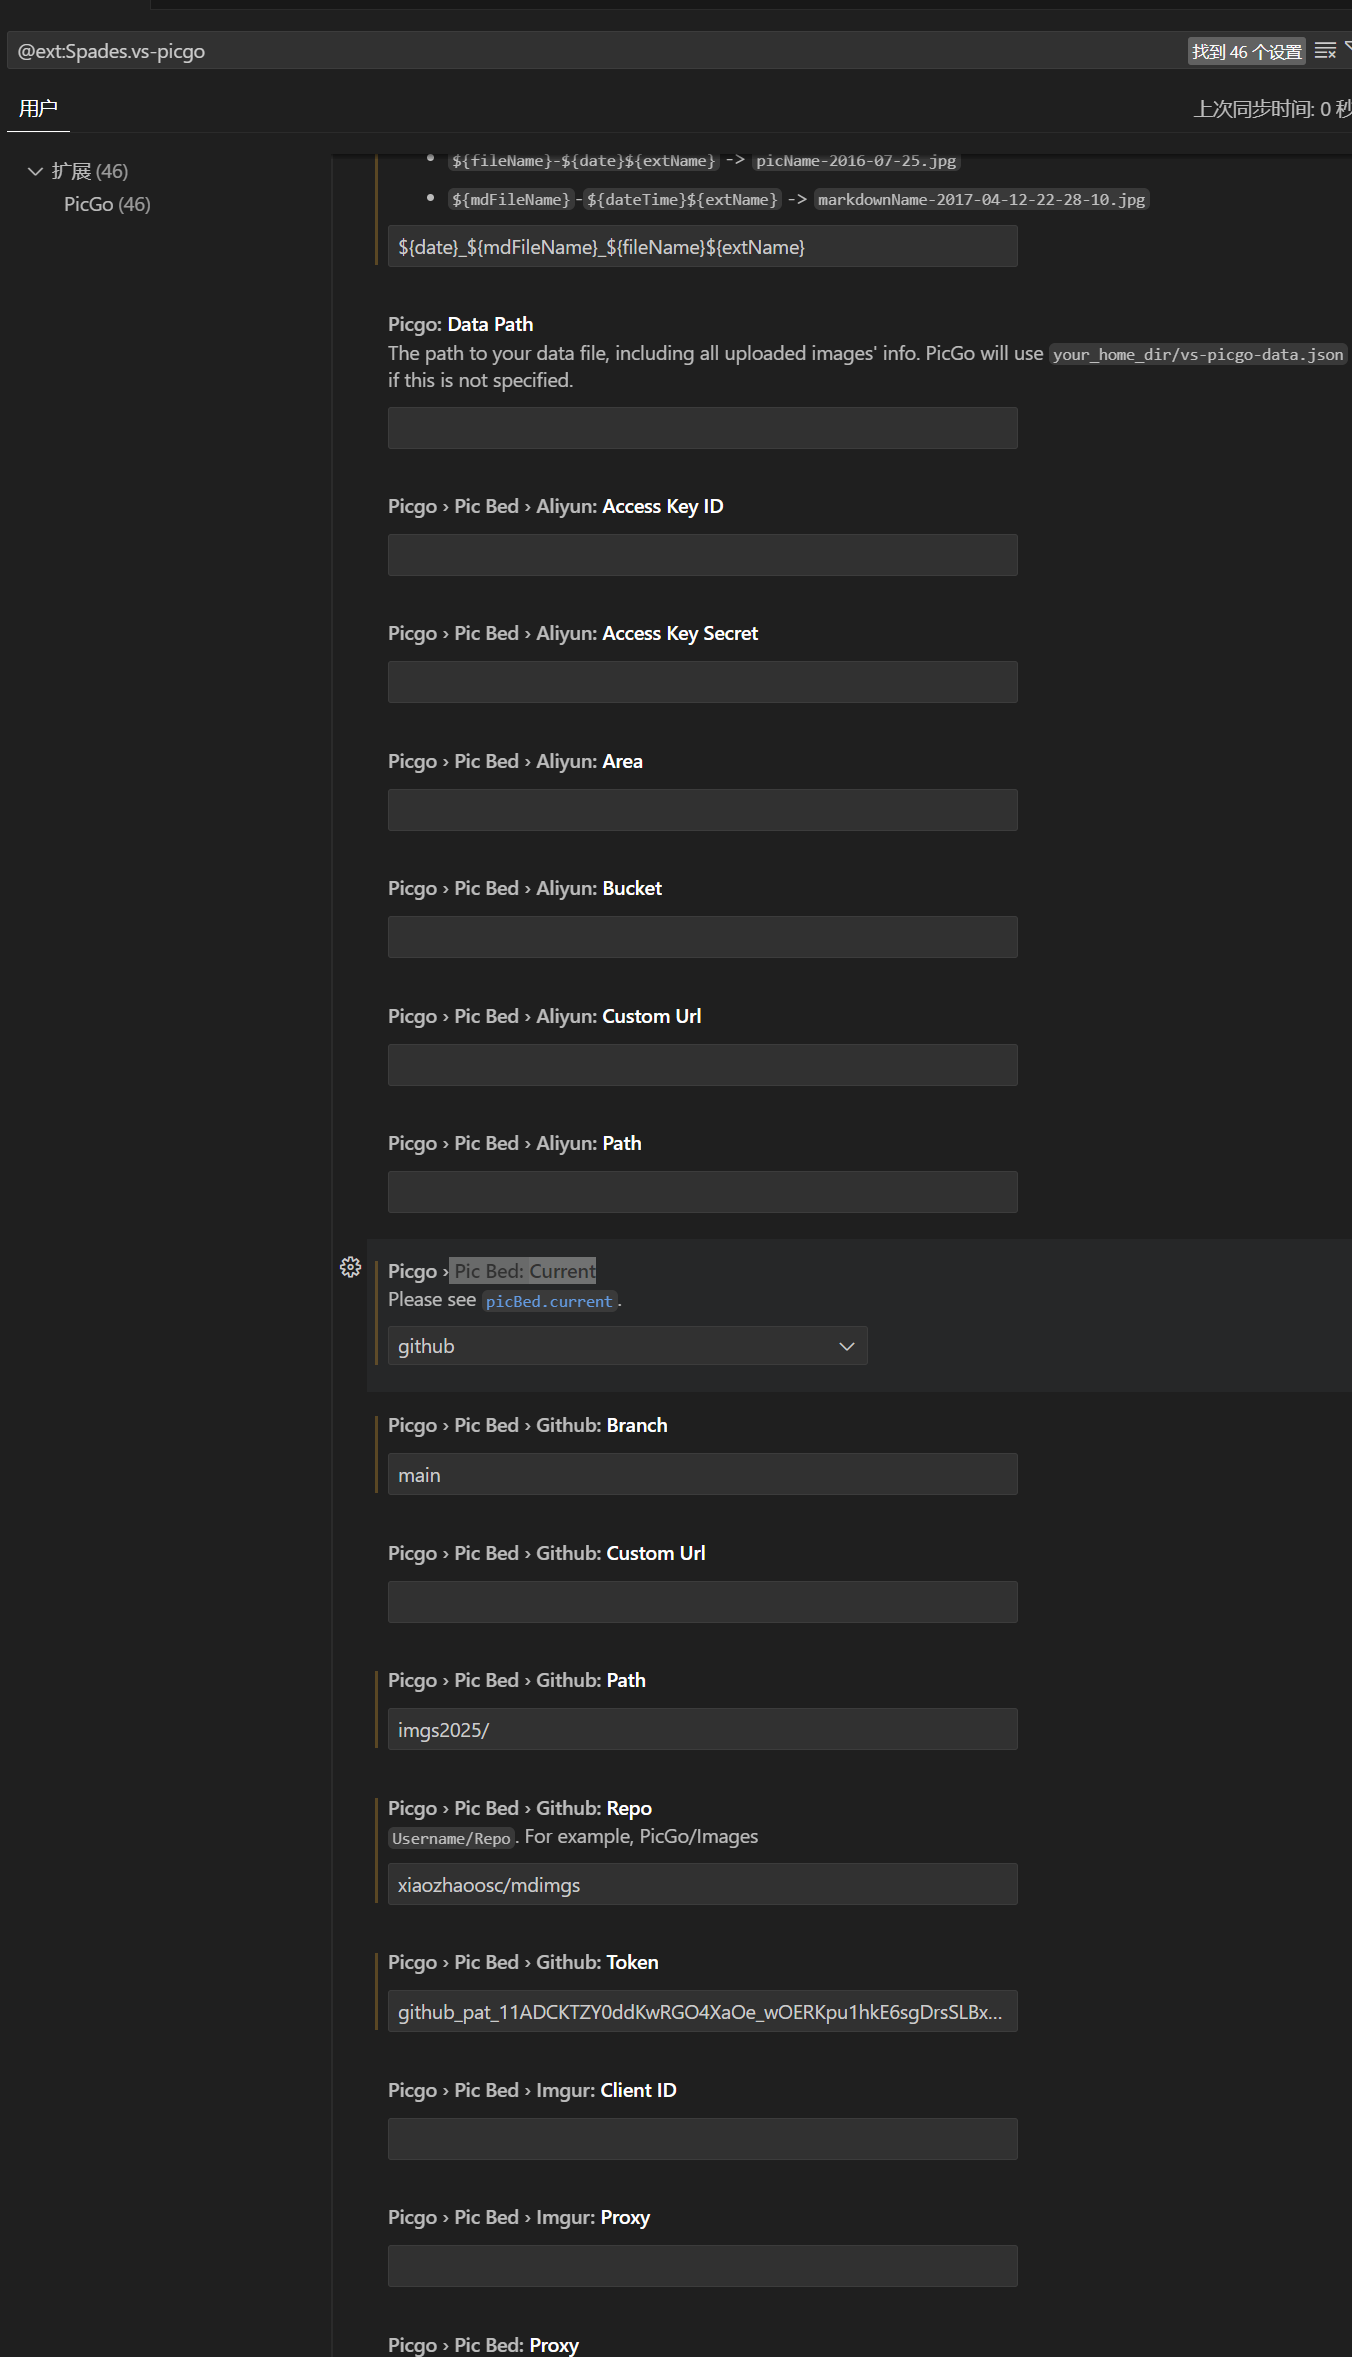 @ext:Spades.vs-picgo
找到 46 个设置
用户
上次同步时间: 0 秒
扩展 (46)
PicGo (46)
${fileName}-${date}${extName} -> picName-2016-07-25.jpg
${mdFileName}-${dateTime}${extName} -> markdownName-2017-04-12-22-28-10.jpg
${date}_${mdFileName}_${fileName}${extName}
Picgo: Data Path
The path to your data file, including all uploaded images' info. PicGo will use your_home_dir/vs-picgo-data.json
if this is not specified.
Picgo › Pic Bed › Aliyun: Access Key ID
Picgo › Pic Bed › Aliyun: Access Key Secret
Picgo › Pic Bed › Aliyun: Area
Picgo › Pic Bed › Aliyun: Bucket
Picgo › Pic Bed › Aliyun: Custom Url
Picgo › Pic Bed › Aliyun: Path
Picgo › Pic Bed: Current
Please see picBed.current.
github
Picgo › Pic Bed › Github: Branch
main
Picgo › Pic Bed › Github: Custom Url
Picgo › Pic Bed › Github: Path
imgs2025/
Picgo › Pic Bed › Github: Repo
Username/Repo. For example, PicGo/Images
xiaozhaoosc/mdimgs
Picgo › Pic Bed › Github: Token
github_pat_11ADCKTZY0ddKwRGO4XaOe_wOERKpu1hkE6sgDrsSLBx...
Picgo › Pic Bed › Imgur: Client ID
Picgo › Pic Bed › Imgur: Proxy
Picgo › Pic Bed: Proxy